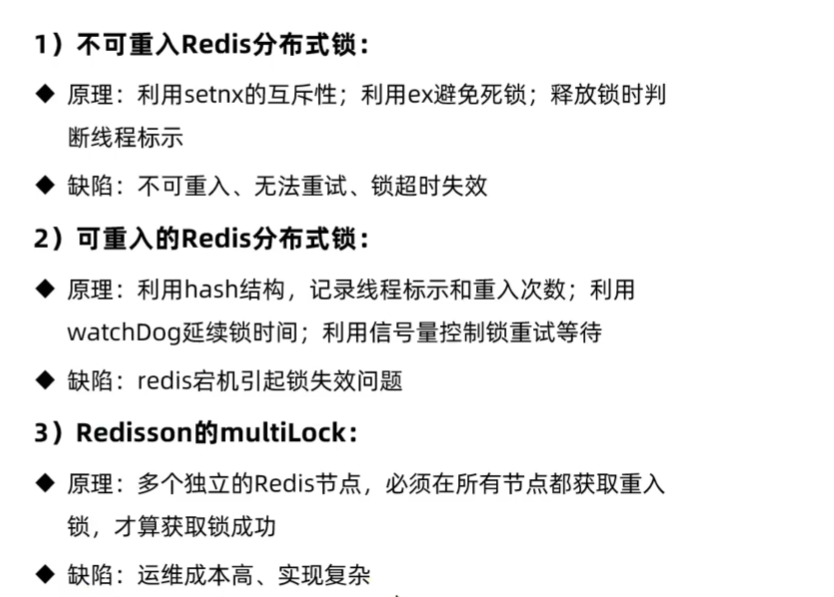 1）不可重入Redis分布式锁：
◆ 原理：利用setnx的互斥性；利用ex避免死锁；释放锁时判
断线程标示
◆ 缺陷：不可重入、无法重试、锁超时失效
2）可重入的Redis分布式锁：
◆ 原理：利用hash结构，记录线程标示和重入次数；利用
watchDog延续锁时间；利用信号量控制锁重试等待
◆ 缺陷：redis宕机引起锁失效问题
3）Redisson的multiLock：
◆ 原理：多个独立的Redis节点，必须在所有节点都获取重入
锁，才算获取锁成功
◆ 缺陷：运维成本高、实现复杂